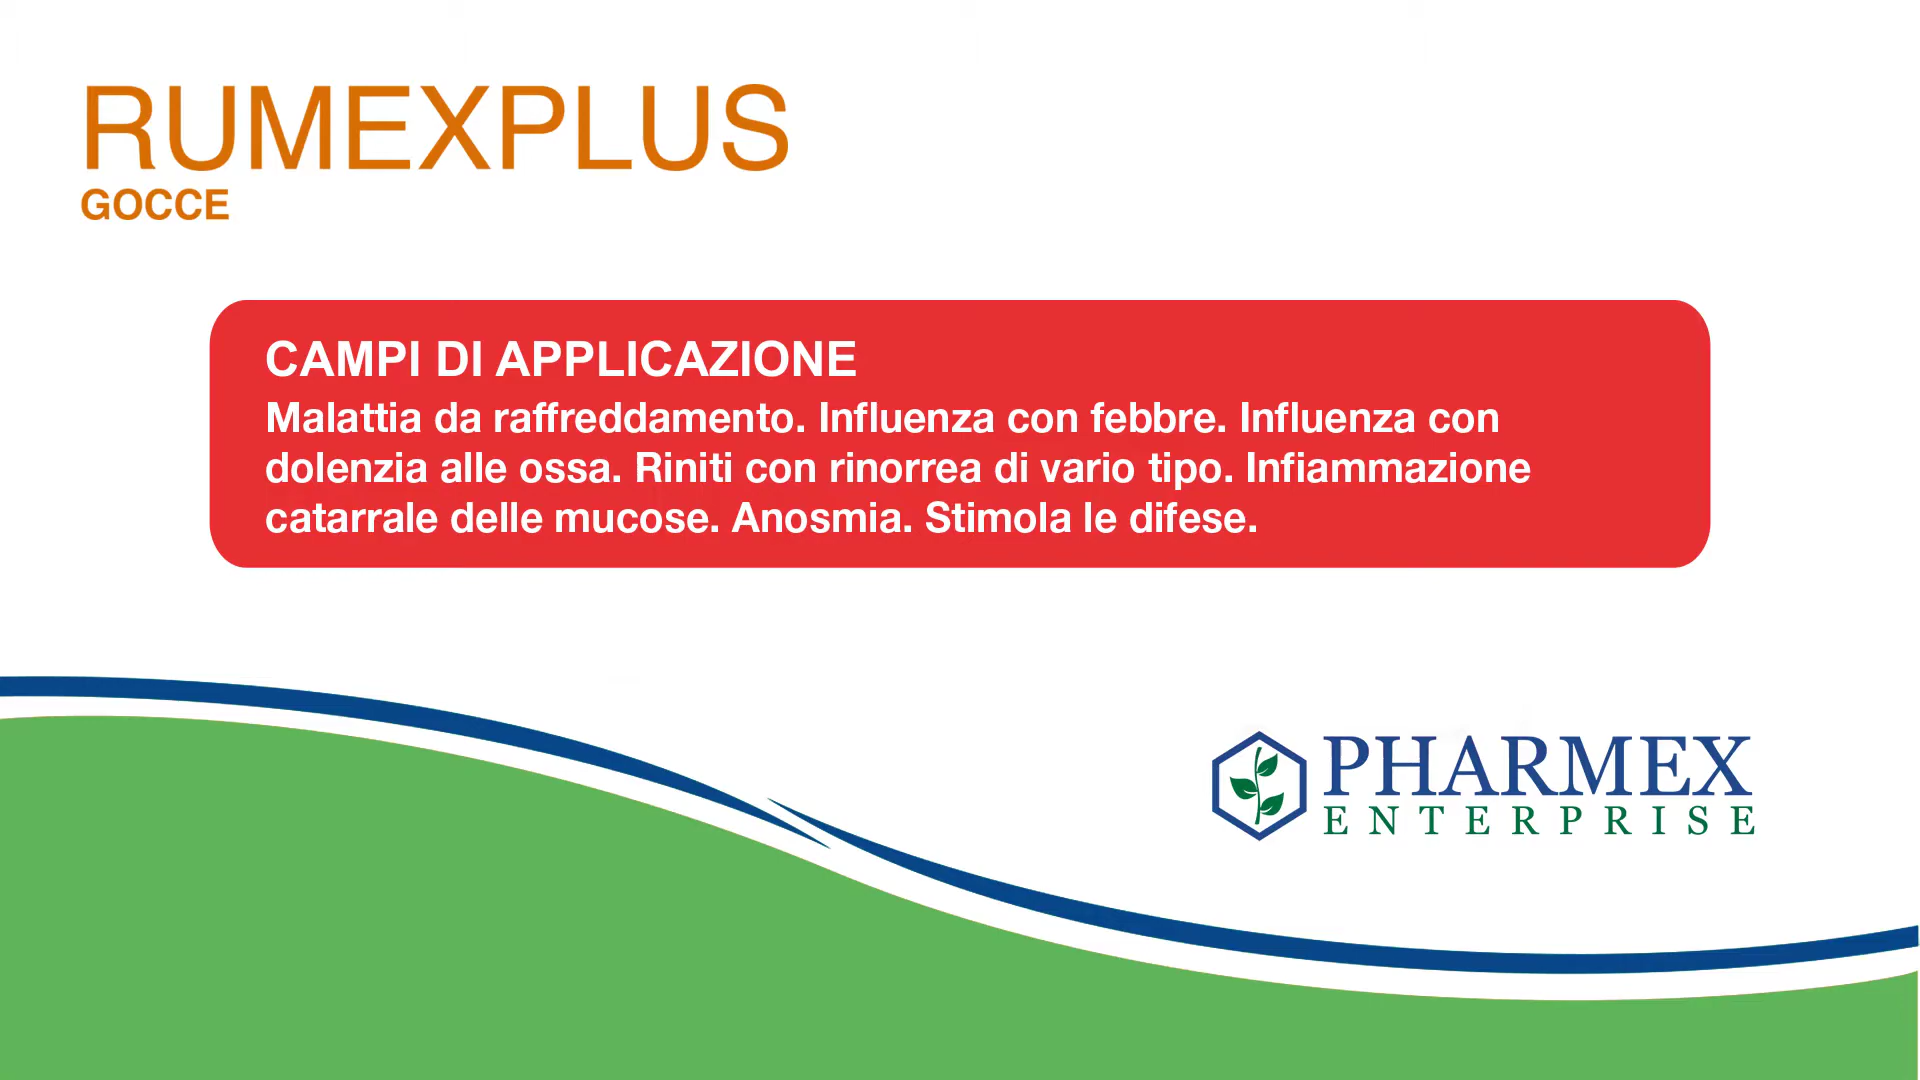 RUMEXPLUS
GOCCE
CAMPI DI APPLICAZIONE
Malattia da raffreddamento. Influenza con febbre. Influenza con
dolenzia alle ossa. Riniti con rinorrea di vario tipo. Infiammazione
catarrale delle mucose. Anosmia. Stimola le difese.
PHARMEX
ENTERPRISE